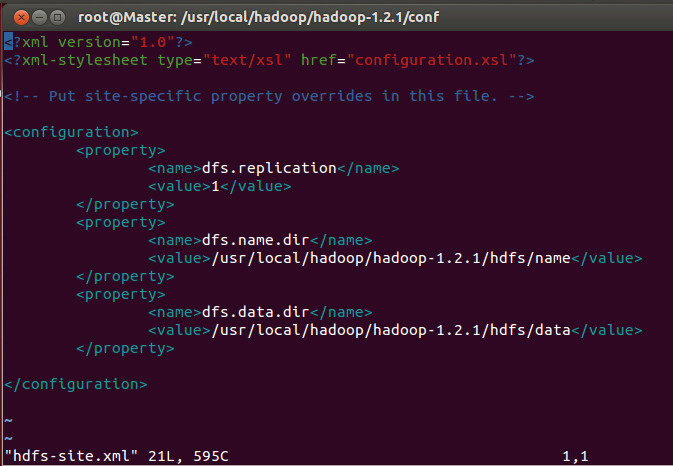 root@Master: /usr/local/hadoop/hadoop-1.2.1/conf
<?xml version="1.0"?>
<?xml-stylesheet type="text/xsl" href="configuration.xsl"?>
<!-- Put site-specific property overrides in this file. -->
<configuration>
<property>
<name>dfs.replication</name>
<value>1</value>
</property>
<property>
<name>dfs.name.dir</name>
<value>/usr/local/hadoop/hadoop-1.2.1/hdfs/name</value>
</property>
<property>
<name>dfs.data.dir</name>
<value>/usr/local/hadoop/hadoop-1.2.1/hdfs/data</value>
</property>
</configuration>
~
~
"hdfs-site.xml" 21L, 595C 1,1